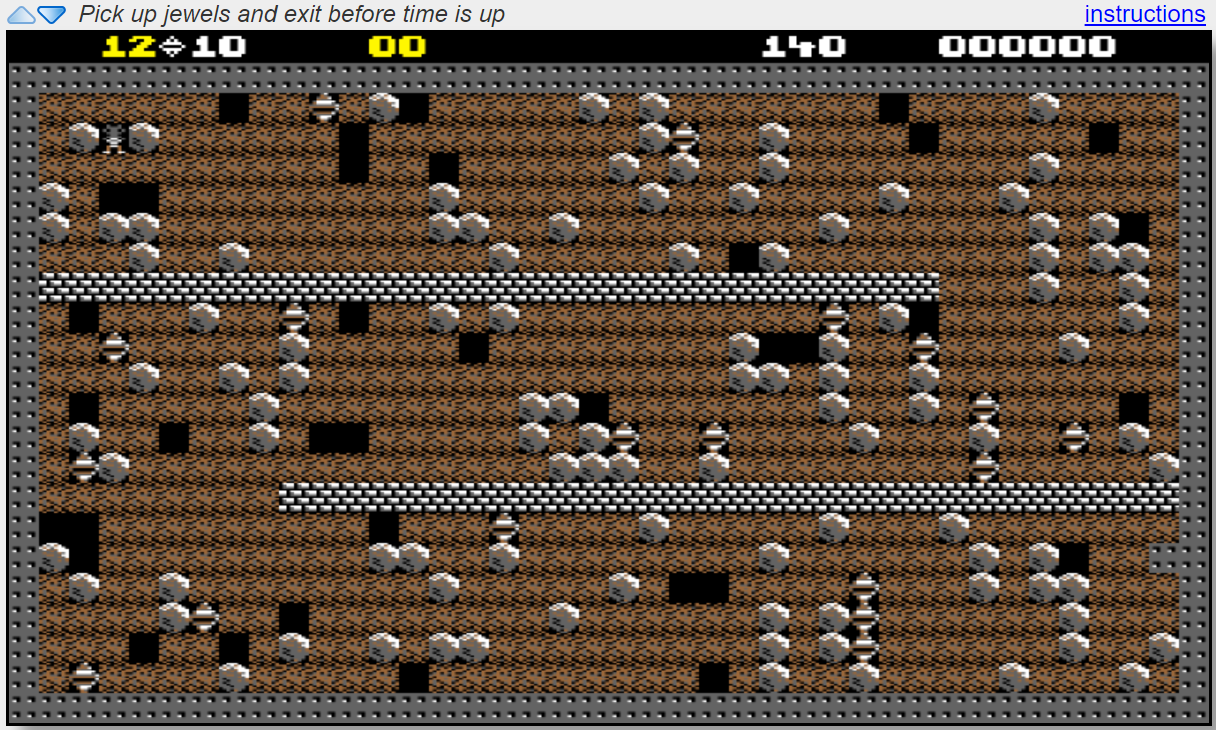 Pick up jewels and exit before time is up
instructions
12÷10 00 140 000000